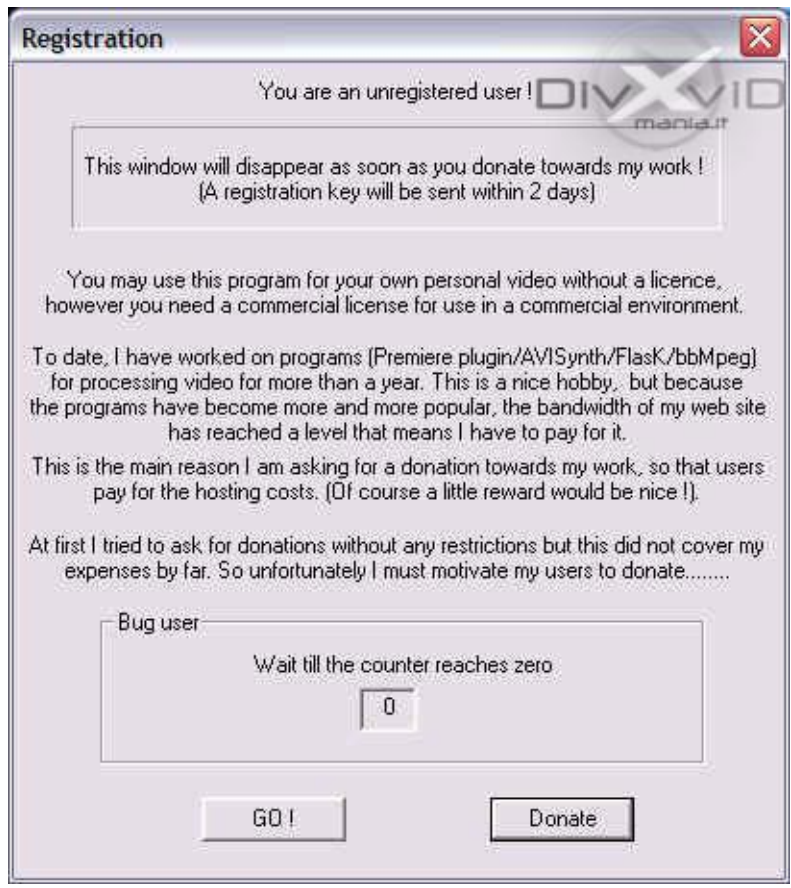 Registration
You are an unregistered user !
DIVXVID
mania.it
This window will disappear as soon as you donate towards my work !
(A registration key will be sent within 2 days)
You may use this program for your own personal video without a licence,
however you need a commercial license for use in a commercial environment.
To date, I have worked on programs (Premiere plugin/AVISynth/FlasK/bbMpeg)
for processing video for more than a year. This is a nice hobby, but because
the programs have become more and more popular, the bandwidth of my web site
has reached a level that means I have to pay for it.
This is the main reason I am asking for a donation towards my work, so that users
pay for the hosting costs. (Of course a little reward would be nice !).
At first I tried to ask for donations without any restrictions but this did not cover my
expenses by far. So unfortunately I must motivate my users to donate........
Bug user
Wait till the counter reaches zero
0
GO !
Donate